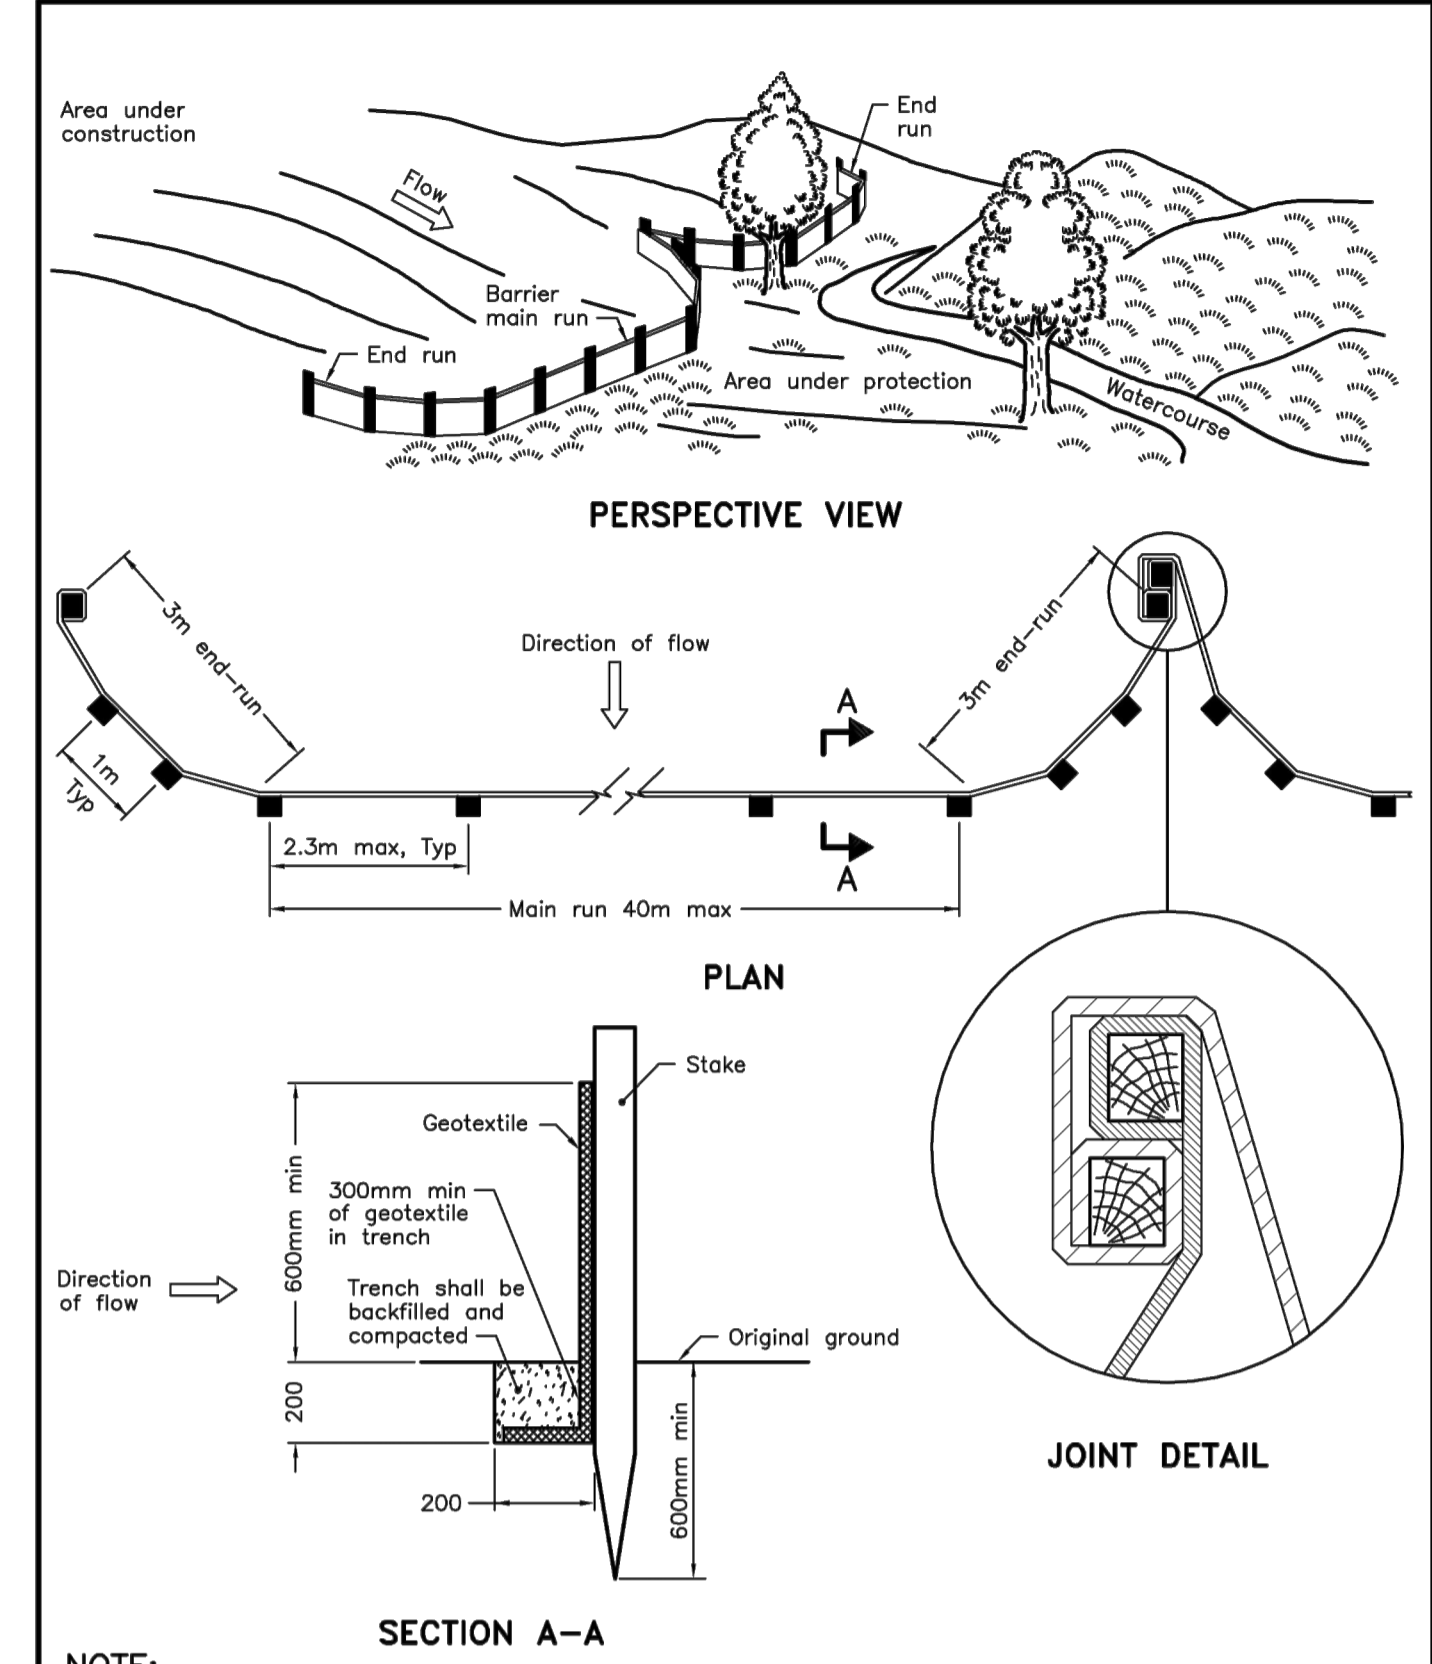 Area under
construction
End
run
Flow
Barrier
main run
End run
Area under protection
Watercourse
PERSPECTIVE VIEW
3m end-run
Direction of flow
3m end-run
1m
Typ
A
2.3m max, Typ
A
Main run 40m max
PLAN
Stake
Geotextile
300mm min
of geotextile
in trench
600mm min
Direction
of flow
Trench shall be
backfilled and
compacted
Original ground
200
600mm min
200
JOINT DETAIL
SECTION A-A
NOTE: